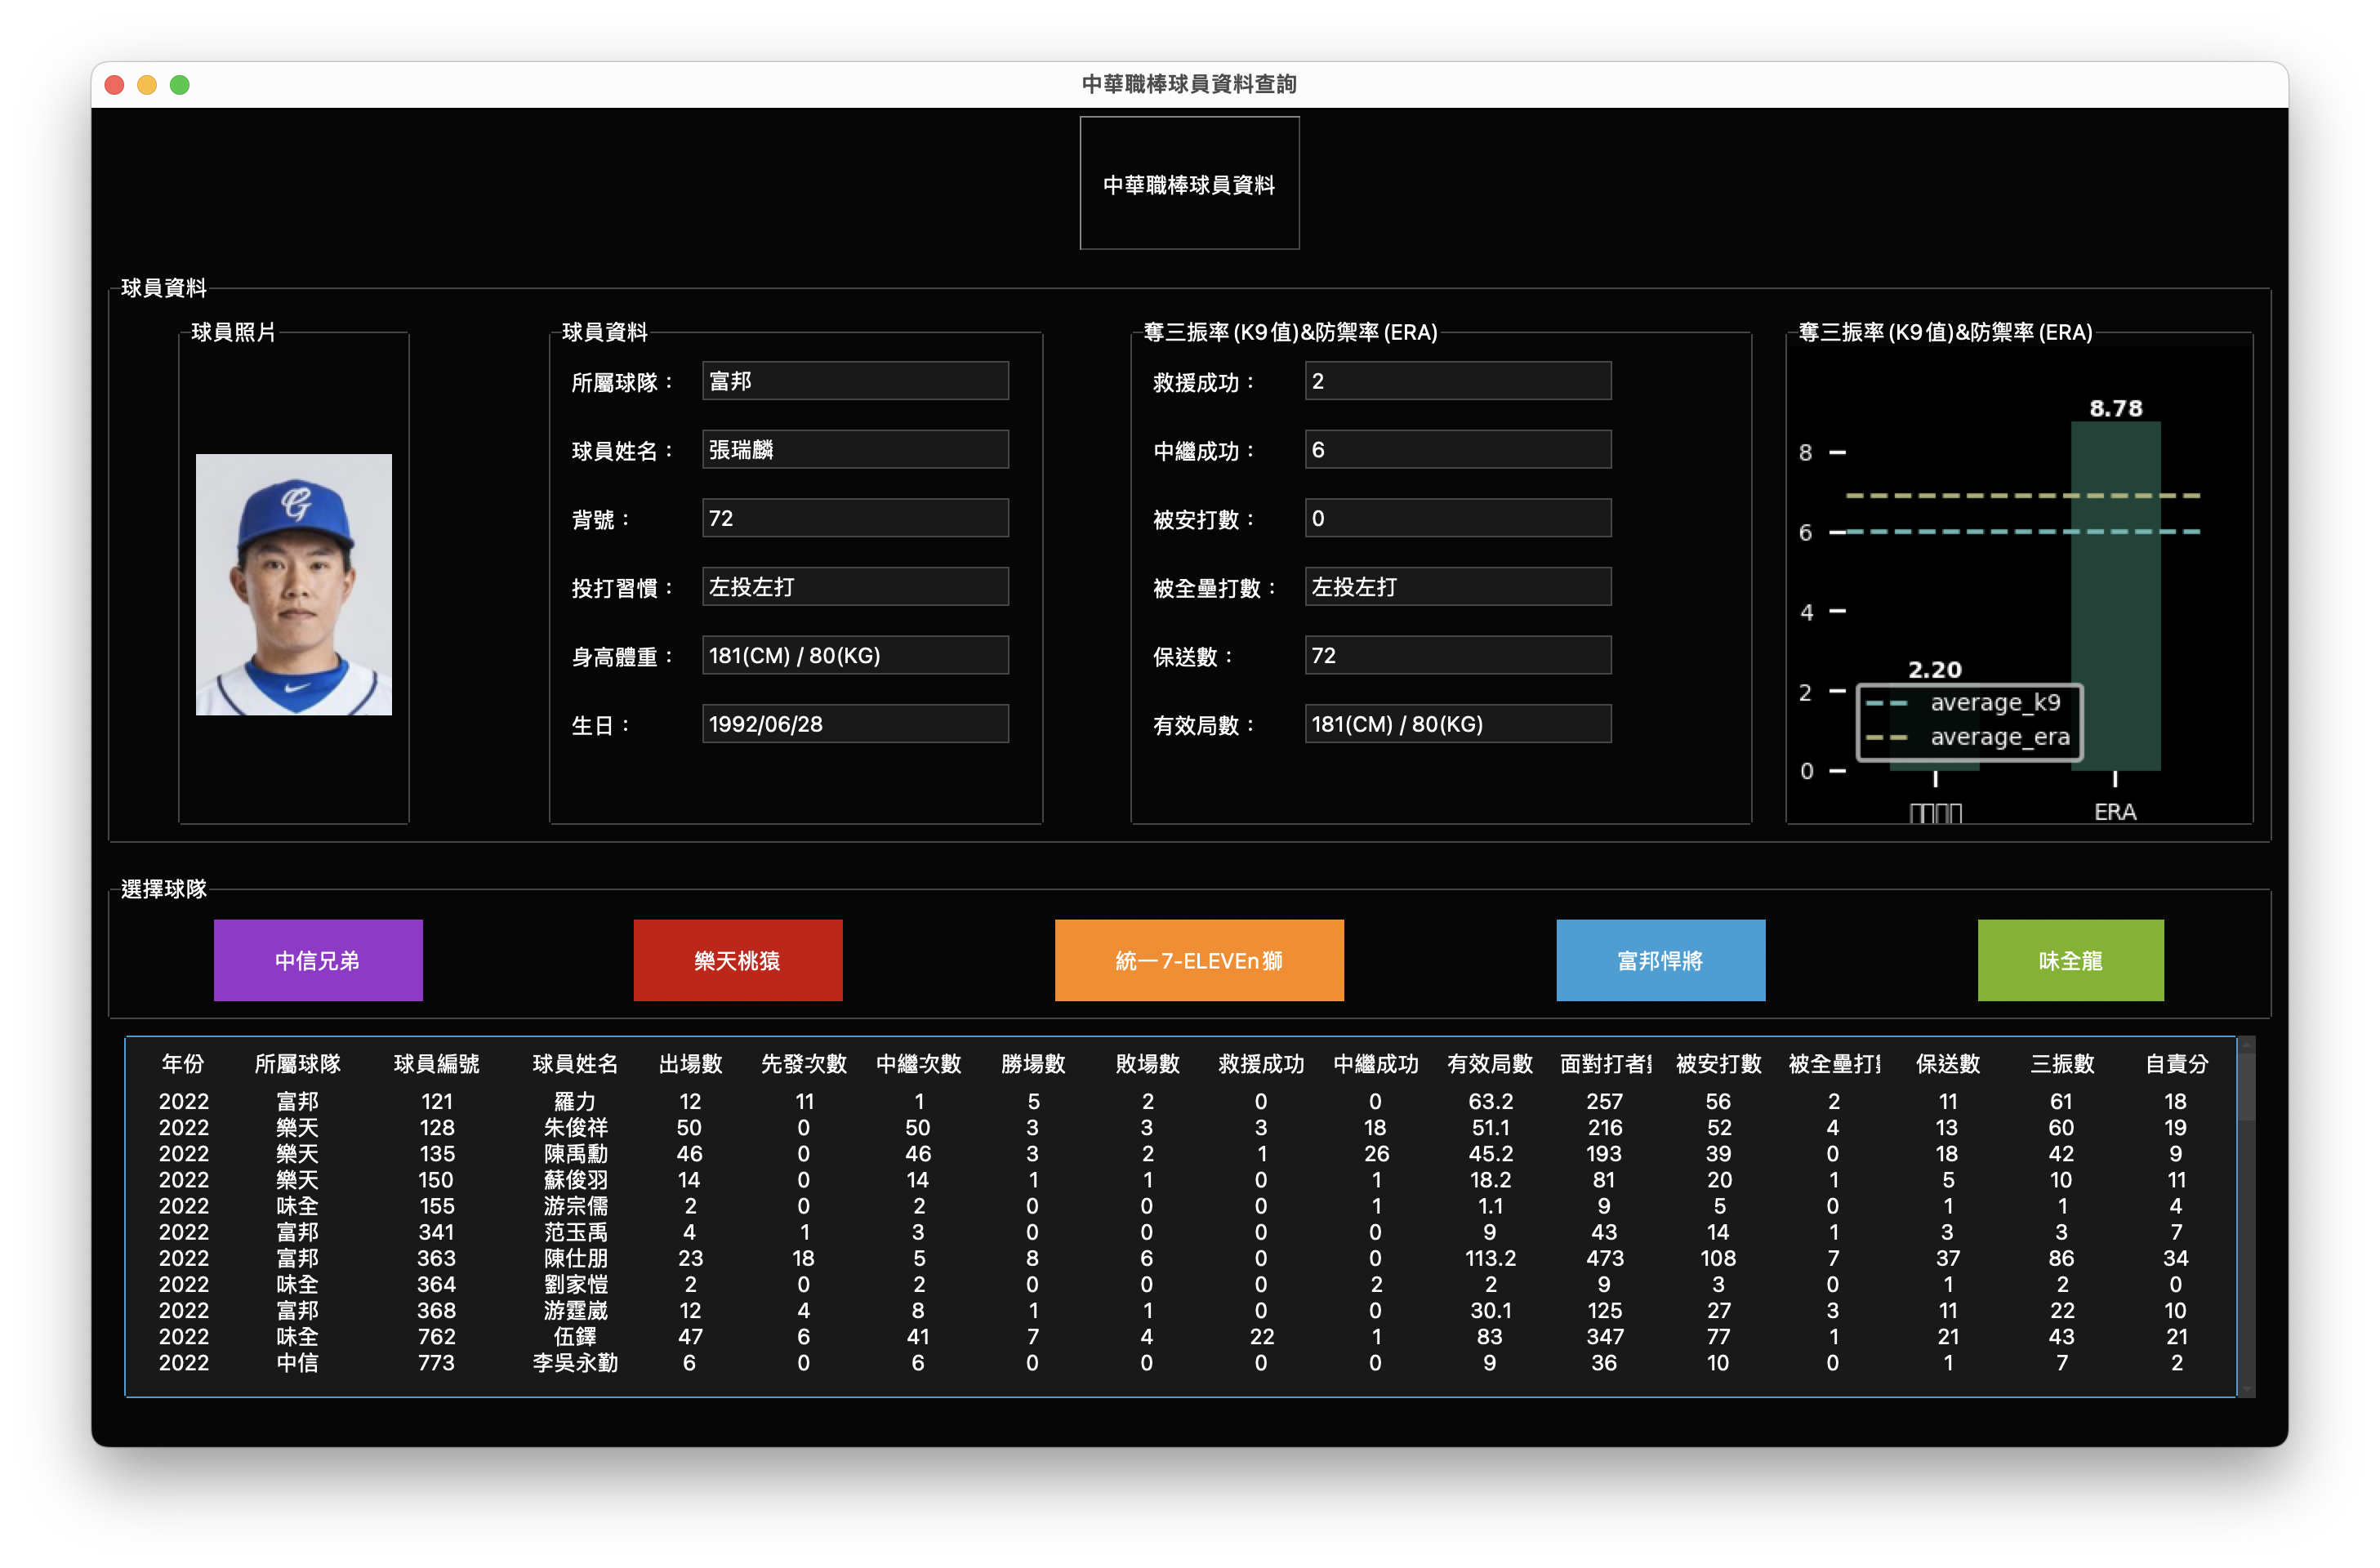 中華職棒球員資料查詢
中華職棒球員資料
球員資料
球員照片
球員資料
所屬球隊： 富邦
球員姓名： 張瑞麟
背號： 72
投打習慣： 左投左打
身高體重： 181(CM) / 80(KG)
生日： 1992/06/28
奪三振率(K9值)&防禦率(ERA)
救援成功： 2
中繼成功： 6
被安打數： 0
被全壘打數： 左投左打
保送數： 72
有效局數： 181(CM) / 80(KG)
奪三振率(K9值)&防禦率(ERA)
8.78
8
6
4
2.20
2
average_k9
average_era
0
ERA
選擇球隊
中信兄弟 樂天桃猿 統一7-ELEVEn獅 富邦悍將 味全龍
年份 所屬球隊 球員編號 球員姓名 出場數 先發次數 中繼次數 勝場數 敗場數 救援成功 中繼成功 有效局數 面對打者 被安打數 被全壘打 保送數 三振數 自責分
2022 富邦 121 羅力 12 11 1 5 2 0 0 63.2 257 56 2 11 61 18
2022 樂天 128 朱俊祥 50 0 50 3 3 3 18 51.1 216 52 4 13 60 19
2022 樂天 135 陳禹勳 46 0 46 3 2 1 26 45.2 193 39 0 18 42 9
2022 樂天 150 蘇俊羽 14 0 14 1 1 0 1 18.2 81 20 1 5 10 11
2022 味全 155 游宗儒 2 0 2 0 0 0 1 1.1 9 5 0 1 1 4
2022 富邦 341 范玉禹 4 1 3 0 0 0 0 9 43 14 1 3 3 7
2022 富邦 363 陳仕朋 23 18 5 8 6 0 0 113.2 473 108 7 37 86 34
2022 味全 364 劉家愷 2 0 2 0 0 0 2 2 9 3 0 1 2 0
2022 富邦 368 游霆崴 12 4 8 1 1 0 0 30.1 125 27 3 11 22 10
2022 味全 762 伍鐸 47 6 41 7 4 22 1 83 347 77 1 21 43 21
2022 中信 773 李吳永勤 6 0 6 0 0 0 0 9 36 10 0 1 7 2